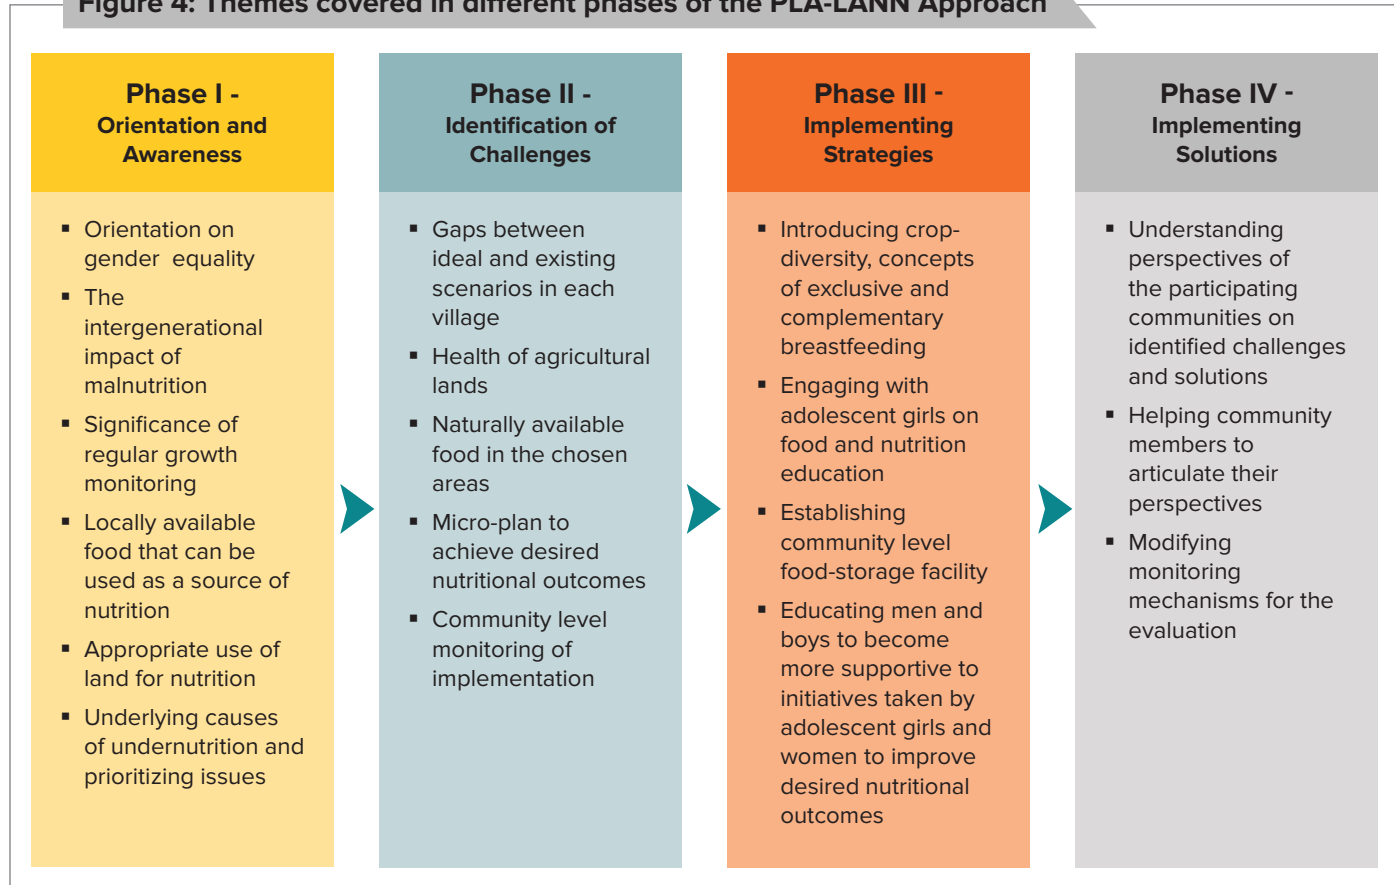 Figure 4: Themes covered in different phases of the PLA-LANN Approach
Phase I -
Orientation and
Awareness
▪ Orientation on
gender equality
▪ The
intergenerational
impact of
malnutrition
▪ Significance of
regular growth
monitoring
▪ Locally available
food that can be
used as a source of
nutrition
▪ Appropriate use of
land for nutrition
▪ Underlying causes
of undernutrition and
prioritizing issues
Phase II -
Identification of
Challenges
▪ Gaps between
ideal and existing
scenarios in each
village
▪ Health of agricultural
lands
▪ Naturally available
food in the chosen
areas
▪ Micro-plan to
achieve desired
nutritional outcomes
▪ Community level
monitoring of
implementation
Phase III -
Implementing
Strategies
▪ Introducing crop-
diversity, concepts
of exclusive and
complementary
breastfeeding
▪ Engaging with
adolescent girls on
food and nutrition
education
▪ Establishing
community level
food-storage facility
▪ Educating men and
boys to become
more supportive to
initiatives taken by
adolescent girls and
women to improve
desired nutritional
outcomes
Phase IV -
Implementing
Solutions
▪ Understanding
perspectives of
the participating
communities on
identified challenges
and solutions
▪ Helping community
members to
articulate their
perspectives
▪ Modifying
monitoring
mechanisms for the
evaluation